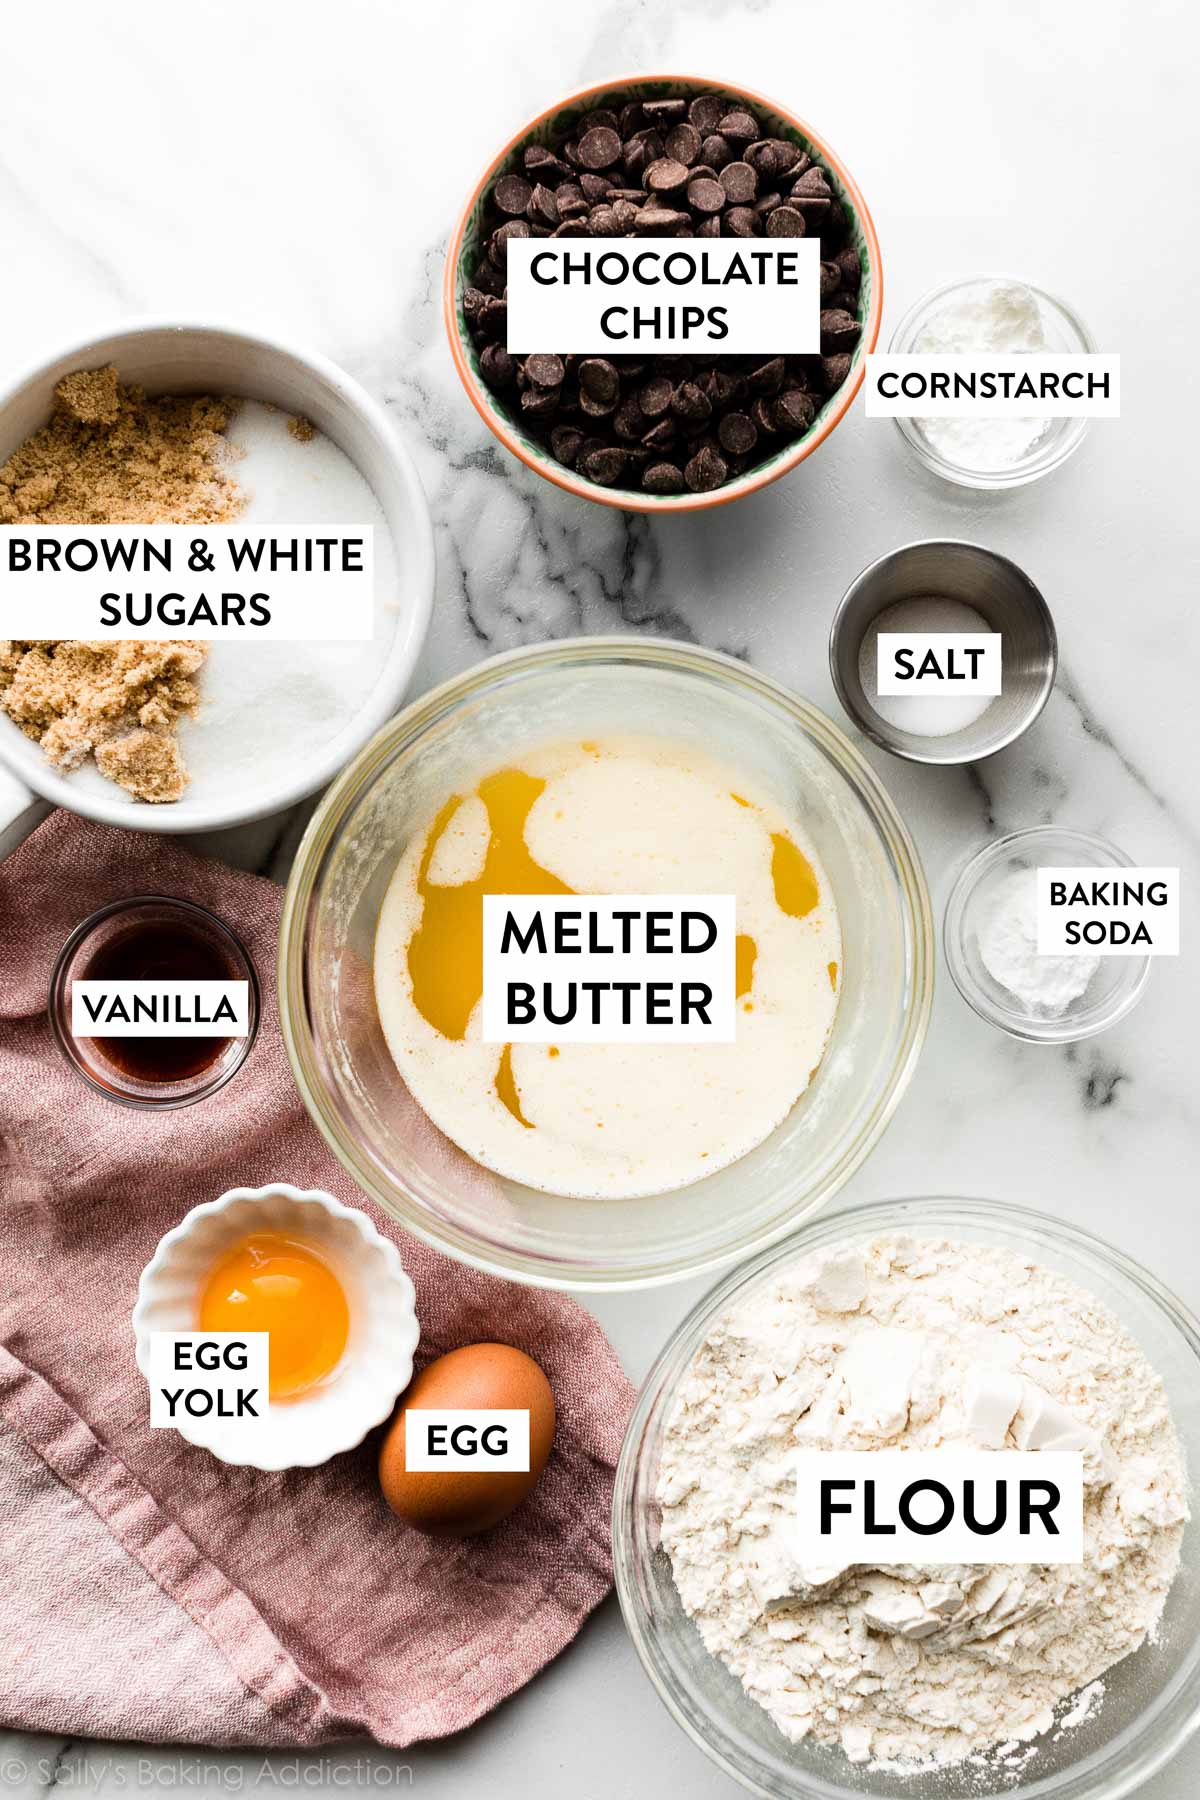 CHOCOLATE
CHIPS
CORNSTARCH
BROWN & WHITE
SUGARS
SALT
MELTED
BUTTER
BAKING
SODA
VANILLA
EGG
YOLK
EGG
FLOUR
© Sally's Baking Addiction